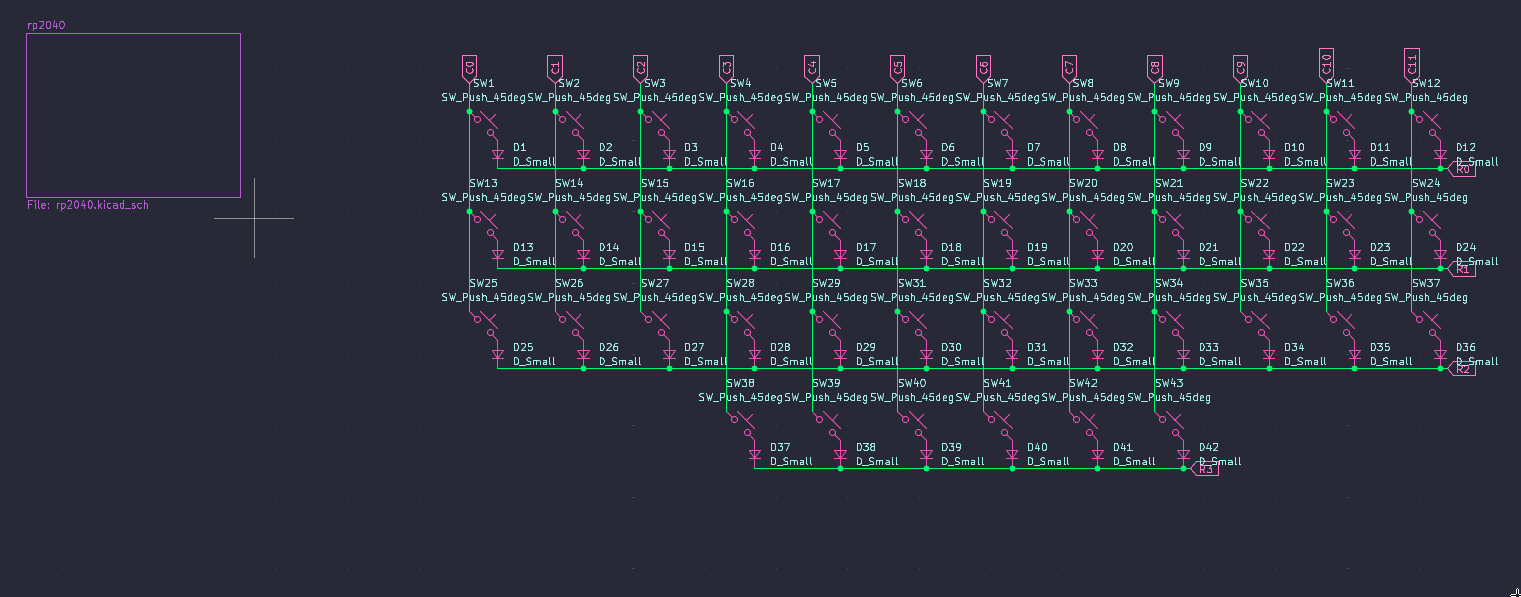 rp2040
C0 C1 C2 C3 C4 C5 C6 C7 C8 C9 C10 C11
SW1 SW2 SW3 SW4 SW5 SW6 SW7 SW8 SW9 SW10 SW11 SW12
SW_Push_45deg SW_Push_45deg SW_Push_45deg SW_Push_45deg SW_Push_45deg SW_Push_45deg SW_Push_45deg SW_Push_45deg SW_Push_45deg SW_Push_45deg SW_Push_45deg SW_Push_45deg
D1 D2 D3 D4 D5 D6 D7 D8 D9 D10 D11 D12
D_Small D_Small D_Small D_Small D_Small D_Small D_Small D_Small D_Small D_Small D_Small D_Small
R0
SW13 SW14 SW15 SW16 SW17 SW18 SW19 SW20 SW21 SW22 SW23 SW24
SW_Push_45deg SW_Push_45deg SW_Push_45deg SW_Push_45deg SW_Push_45deg SW_Push_45deg SW_Push_45deg SW_Push_45deg SW_Push_45deg SW_Push_45deg SW_Push_45deg SW_Push_45deg
File: rp2040.kicad_sch
D13 D14 D15 D16 D17 D18 D19 D20 D21 D22 D23 D24
D_Small D_Small D_Small D_Small D_Small D_Small D_Small D_Small D_Small D_Small D_Small D_Small
R1
SW25 SW26 SW27 SW28 SW29 SW31 SW32 SW33 SW34 SW35 SW36 SW37
SW_Push_45deg SW_Push_45deg SW_Push_45deg SW_Push_45deg SW_Push_45deg SW_Push_45deg SW_Push_45deg SW_Push_45deg SW_Push_45deg SW_Push_45deg SW_Push_45deg SW_Push_45deg
D25 D26 D27 D28 D29 D30 D31 D32 D33 D34 D35 D36
D_Small D_Small D_Small D_Small D_Small D_Small D_Small D_Small D_Small D_Small D_Small D_Small
R2
SW38 SW39 SW40 SW41 SW42 SW43
SW_Push_45deg SW_Push_45deg SW_Push_45deg SW_Push_45deg SW_Push_45deg SW_Push_45deg
D37 D38 D39 D40 D41 D42
D_Small D_Small D_Small D_Small D_Small D_Small
R3